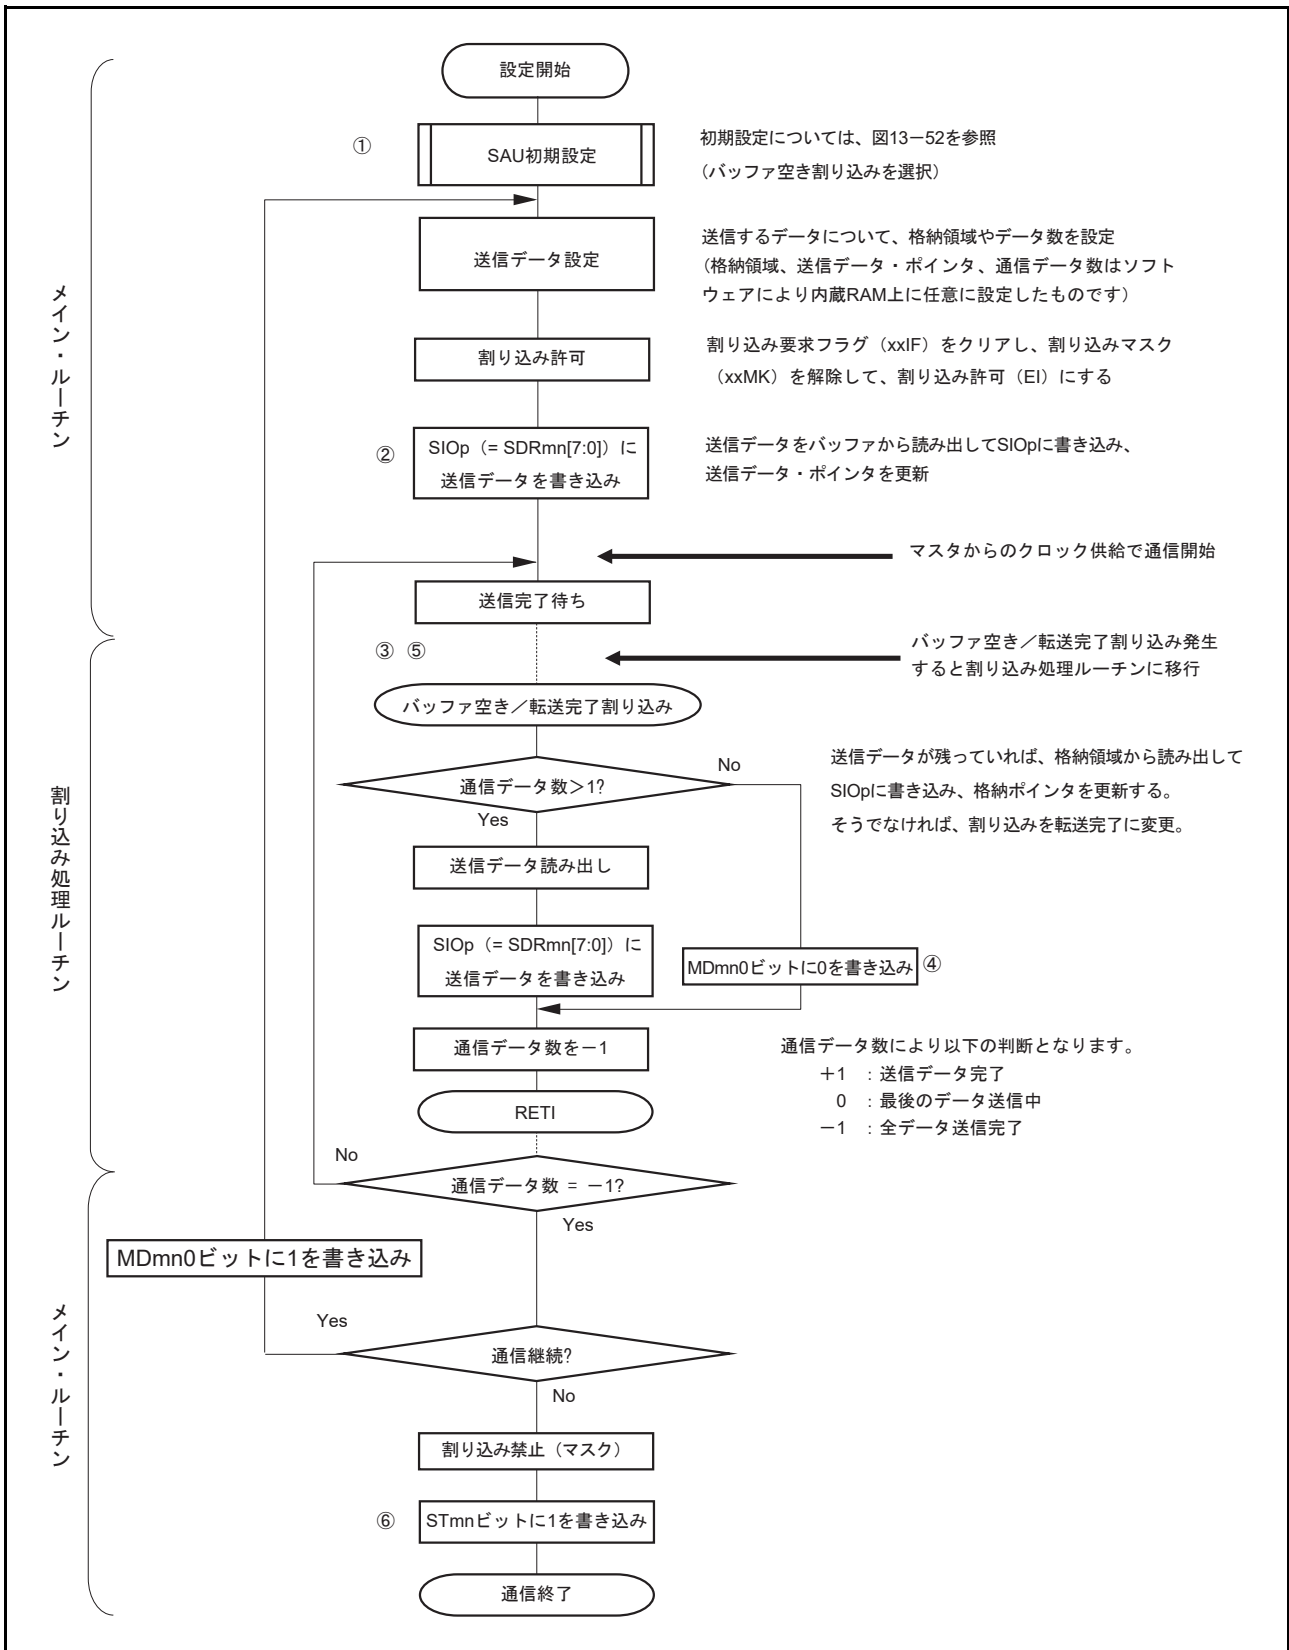 設定開始
①
SAU初期設定
初期設定については、図13－52を参照
（バッファ空き割り込みを選択）
送信データ設定
送信するデータについて、格納領域やデータ数を設定
（格納領域、送信データ・ポインタ、通信データ数はソフト
ウェアにより内蔵RAM上に任意に設定したものです）
メイン・ルーチン
割り込み許可
割り込み要求フラグ（xxIF）をクリアし、割り込みマスク
（xxMK）を解除して、割り込み許可（EI）にする
②
SIOp（= SDRmn[7:0]）に
送信データを書き込み
送信データをバッファから読み出してSIOpに書き込み、
送信データ・ポインタを更新
マスタからのクロック供給で通信開始
送信完了待ち
③ ⑤
バッファ空き／転送完了割り込み発生
すると割り込み処理ルーチンに移行
バッファ空き／転送完了割り込み
通信データ数＞1?
No
Yes
送信データが残っていれば、格納領域から読み出して
SIOpに書き込み、格納ポインタを更新する。
そうでなければ、割り込みを転送完了に変更。
割り込み処理ルーチン
送信データ読み出し
SIOp（= SDRmn[7:0]）に
送信データを書き込み
MDmn0ビットに0を書き込み
④
通信データ数を－1
通信データ数により以下の判断となります。
＋1 ：送信データ完了
0 ：最後のデータ送信中
－1 ：全データ送信完了
RETI
No
通信データ数 = －1?
Yes
MDmn0ビットに1を書き込み
メイン・ルーチン
Yes
通信継続?
No
割り込み禁止（マスク）
⑥
STmnビットに1を書き込み
通信終了